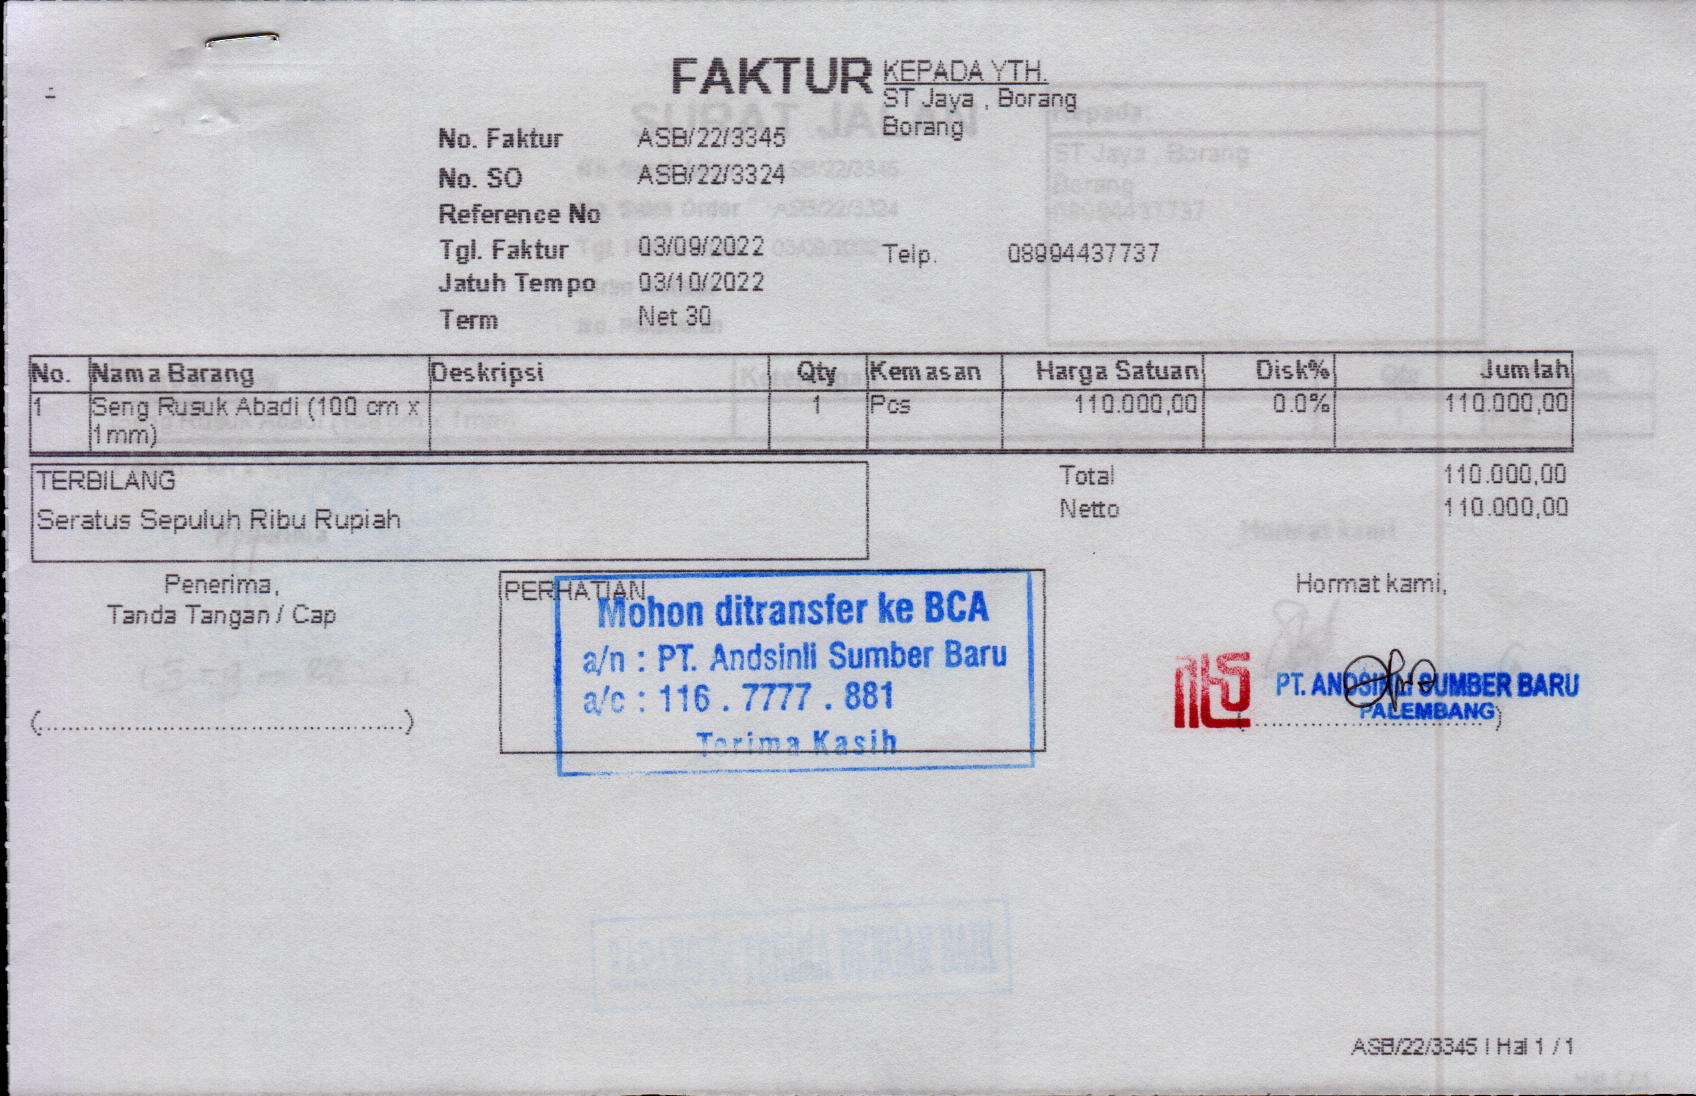 FAKTUR
KEPADA YTH.
ST Jaya , Borang
Borang
No. Faktur ASB/22/3345
No. SO ASB/22/3324
Reference No
Tgl. Faktur 03/09/2022
Telp. 08994437737
Jatuh Tempo 03/10/2022
Term Net 30
No. Nama Barang Deskripsi Qty Kemasan Harga Satuan Disk% Jumlah
1 Seng Rusuk Abadi (100 cm x 1 Pcs 110.000,00 0.0% 110.000,00
1mm)
TERBILANG
Seratus Sepuluh Ribu Rupiah
Total 110.000,00
Netto 110.000,00
Penerima,
Tanda Tangan / Cap
(................................................)
PERHATIAN
Mohon ditransfer ke BCA
a/n : PT. Andsinli Sumber Baru
a/c : 116 . 7777 . 881
Terima Kasih
Hormat kami,
PT. ANDSINLI SUMBER BARU
PALEMBANG
ASB/22/3345 | Hal 1 / 1